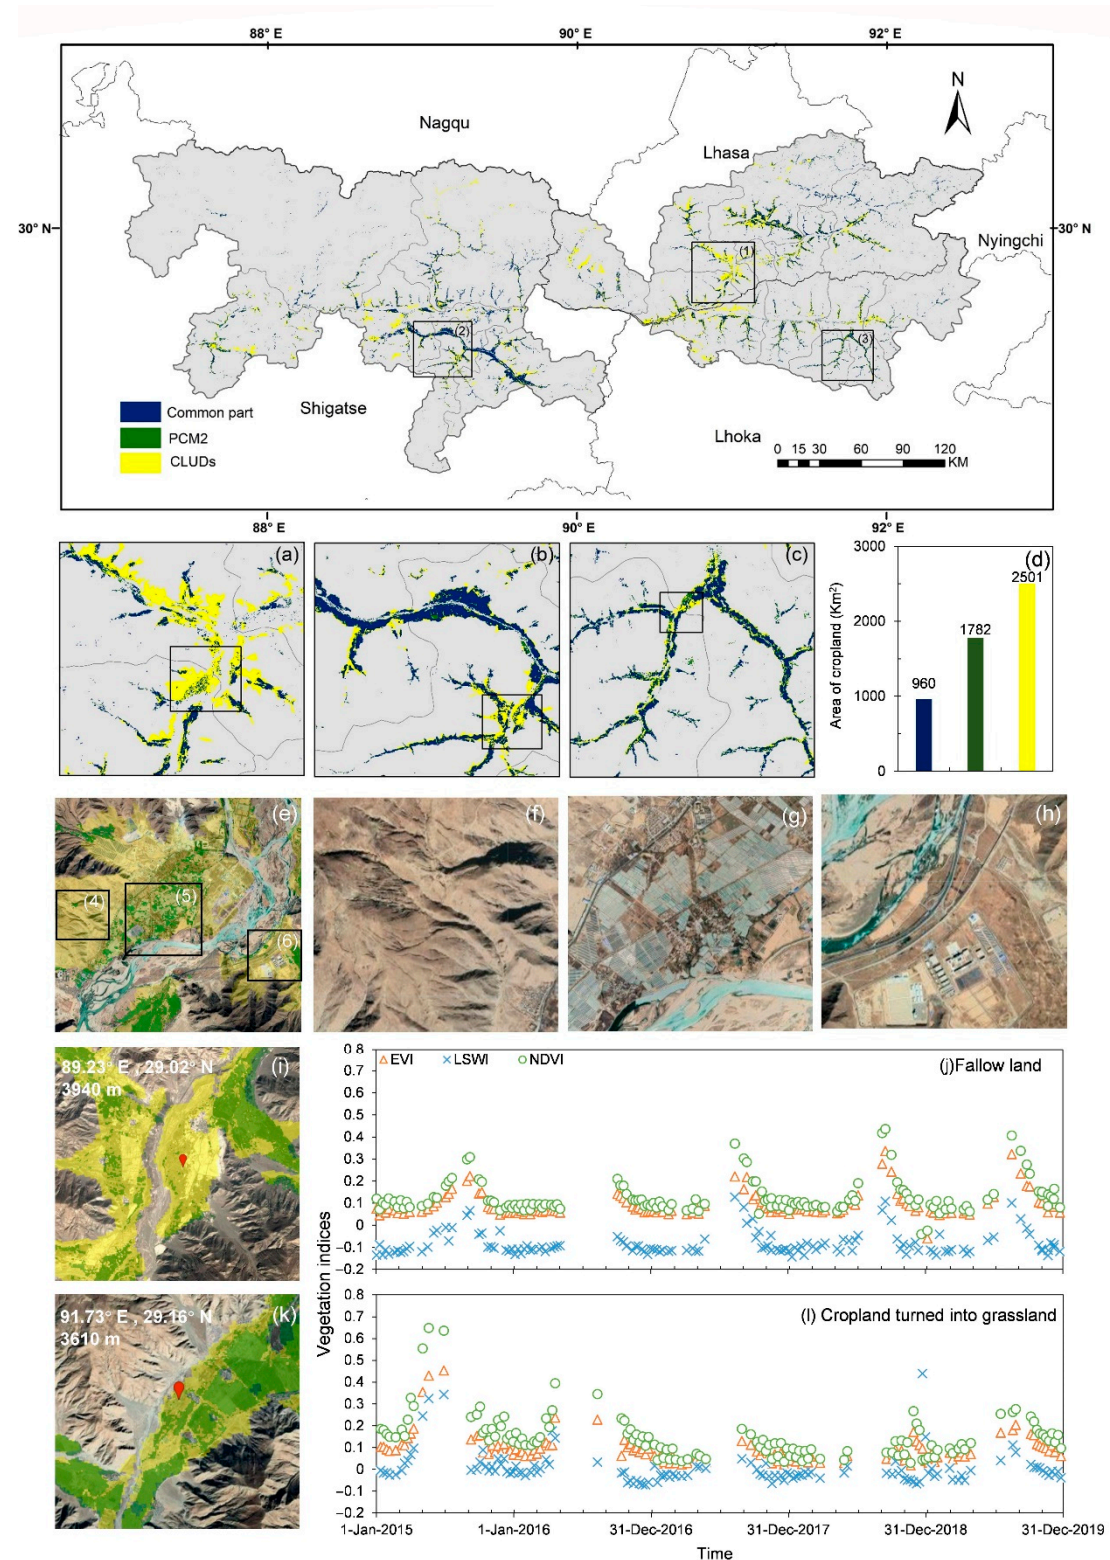 88° E 90° E 92° E
N
Nagqu
Lhasa
30° N 30° N
Nyingchi
(1)
(2)
(3)
Shigatse
Lhoka
Common part
PCM2
CLUDs
0 15 30 60 90 120
KM
88° E 90° E 92° E
(a)
(b)
(c)
(d)
Area of cropland (Km²)
3000
2000
1000
0
960
1782
2501
(e)
(4)
(5)
(6)
(f)
(g)
(h)
(i)
89.23° E , 29.02° N
3940 m
(k)
91.73° E , 29.16° N
3610 m
Vegetation indices
EVI LSWI NDVI
(j)Fallow land
0.8
0.7
0.6
0.5
0.4
0.3
0.2
0.1
0
−0.1
−0.2
(l) Cropland turned into grassland
0.8
0.7
0.6
0.5
0.4
0.3
0.2
0.1
0
−0.1
−0.2
1-Jan-2015 1-Jan-2016 31-Dec-2016 31-Dec-2017 31-Dec-2018 31-Dec-2019
Time